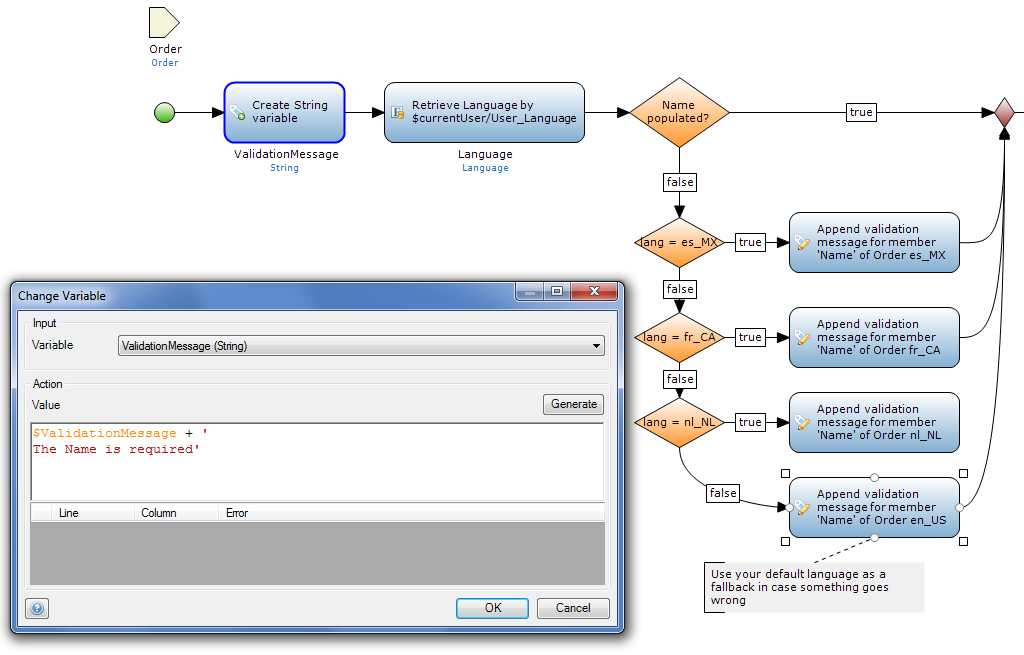 Order
Order
Create String
variable
ValidationMessage
String
Retrieve Language by
$currentUser/User_Language
Language
Language
Name
populated?
true
false
lang = es_MX
true
Append validation
message for member
'Name' of Order es_MX
false
lang = fr_CA
true
Append validation
message for member
'Name' of Order fr_CA
false
lang = nl_NL
true
Append validation
message for member
'Name' of Order nl_NL
false
Append validation
message for member
'Name' of Order en_US
Use your default language as a
fallback in case something goes
wrong
Change Variable
Input
Variable
ValidationMessage (String)
Action
Value
Generate
$ValidationMessage + '
The Name is required'
Line Column Error
OK Cancel